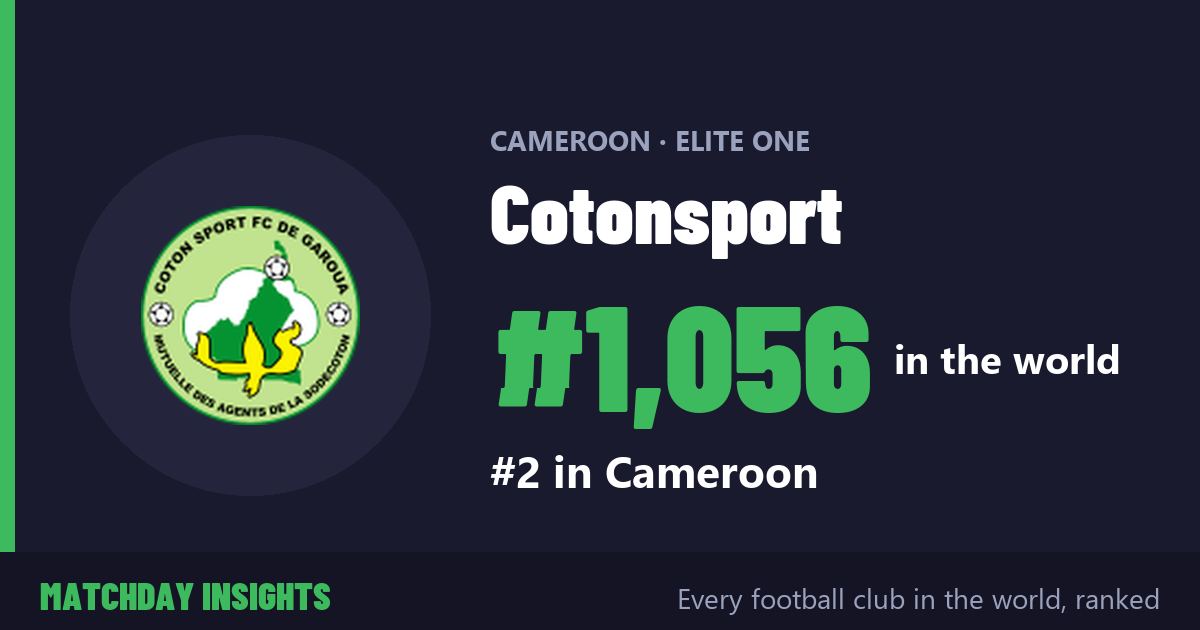 CAMEROON · ELITE ONE
Cotonsport
#1,056 in the world
#2 in Cameroon
COTON SPORT FC DE GAROUA
MUTUELLE DES AGENTS DE LA SODECOTON
MATCHDAY INSIGHTS
Every football club in the world, ranked